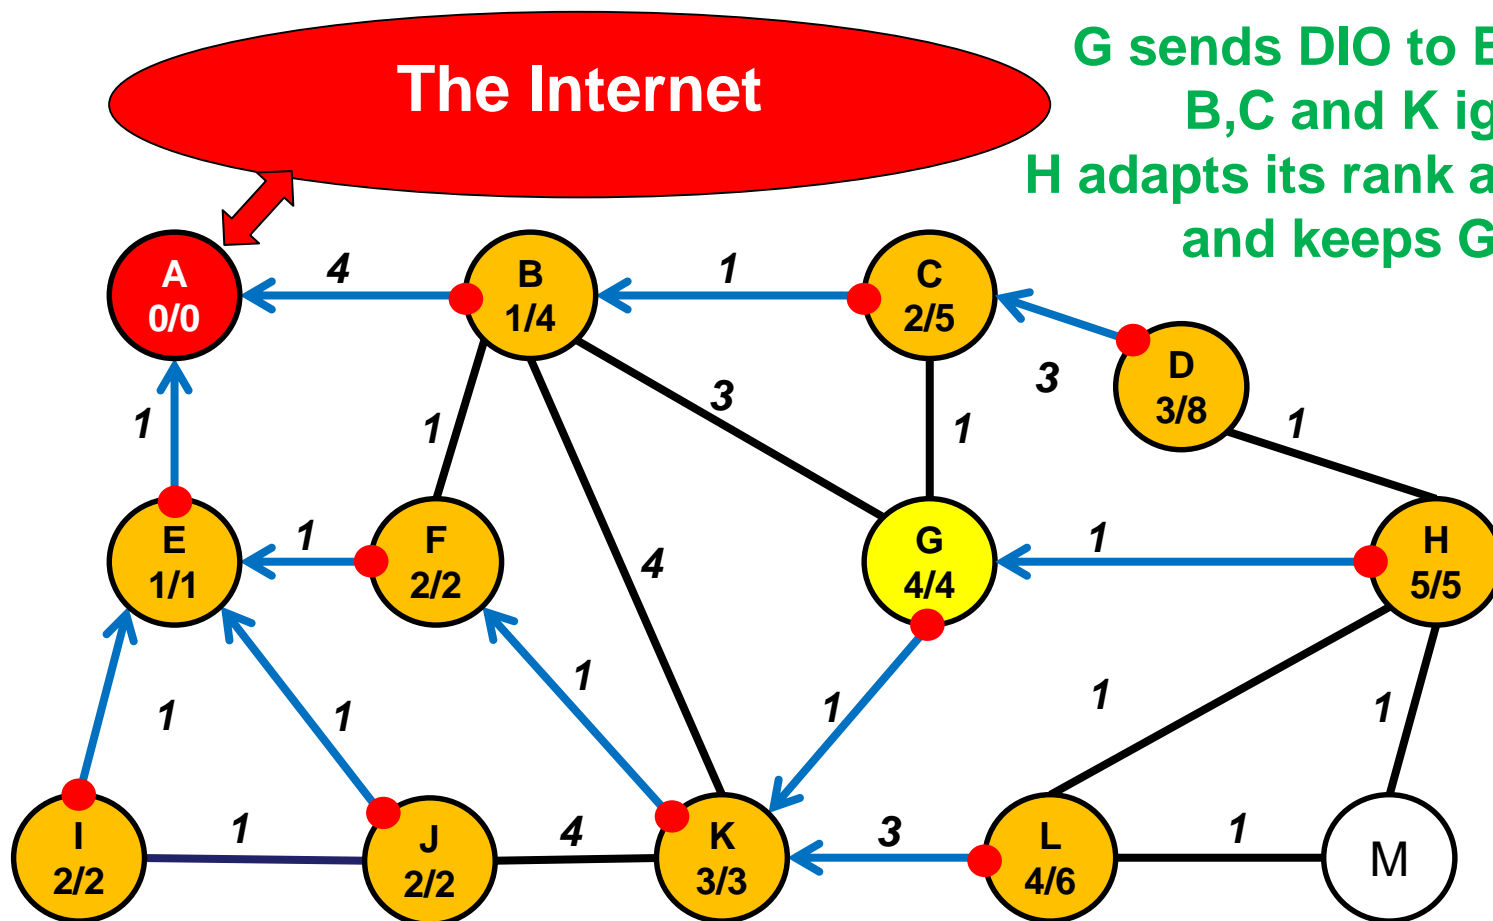 The Internet
G sends DIO to
B,C and K
H adapts its rank
and keeps G
A
0/0
4
B
1/4
1
C
2/5
3
D
3/8
1
1
1
3
1
E
1/1
1
F
2/2
4
G
4/4
1
H
5/5
1
1
1
1
1
1
I
2/2
1
J
2/2
4
K
3/3
3
L
4/6
1
M